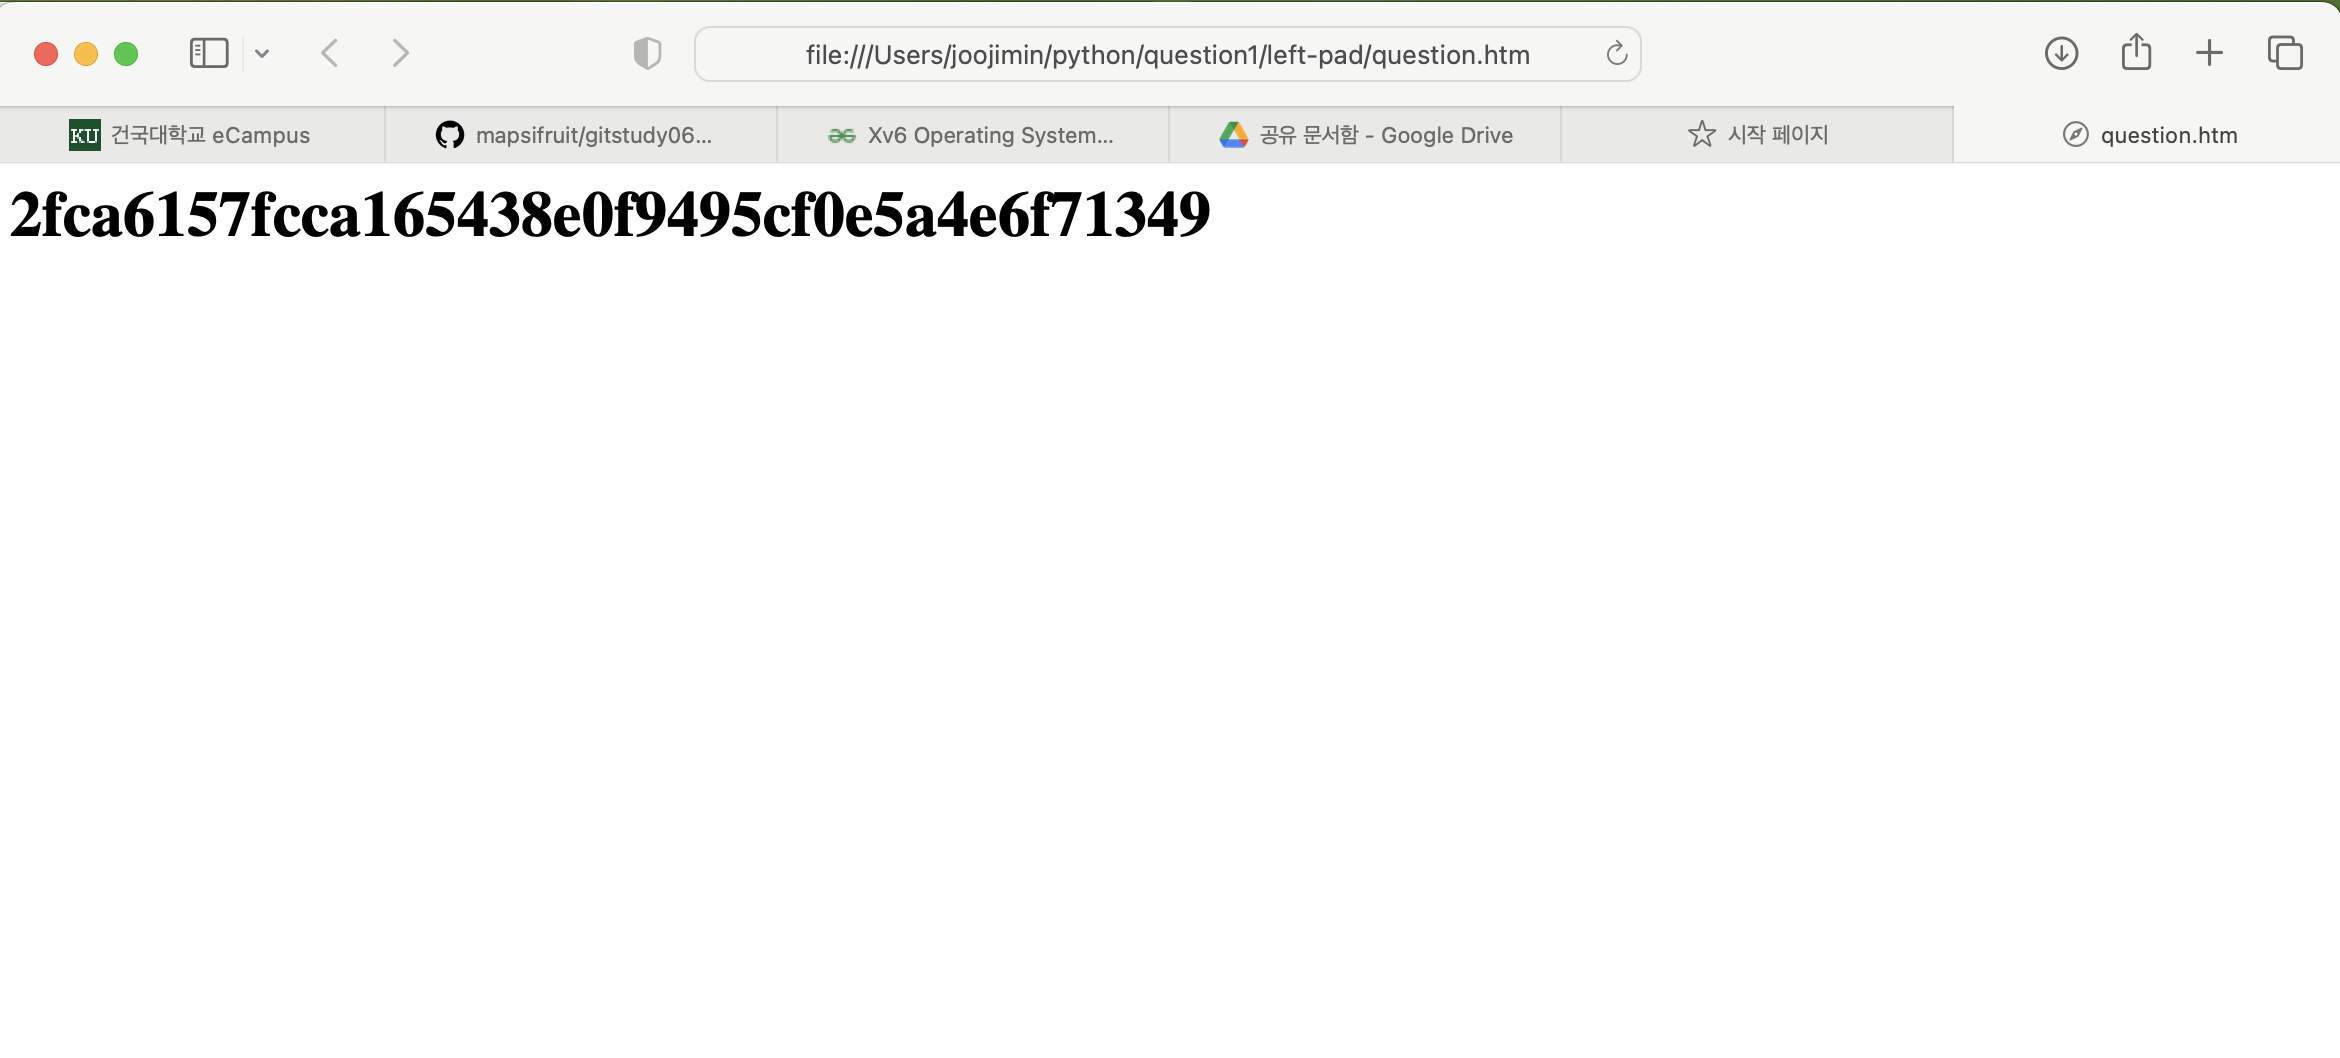 file:///Users/joojimin/python/question1/left-pad/question.htm
KU 건국대학교 eCampus
mapsifruit/gitstudy06...
Xv6 Operating System...
공유 문서함 - Google Drive
시작 페이지
question.htm
2fca6157fcca165438e0f9495cf0e5a4e6f71349